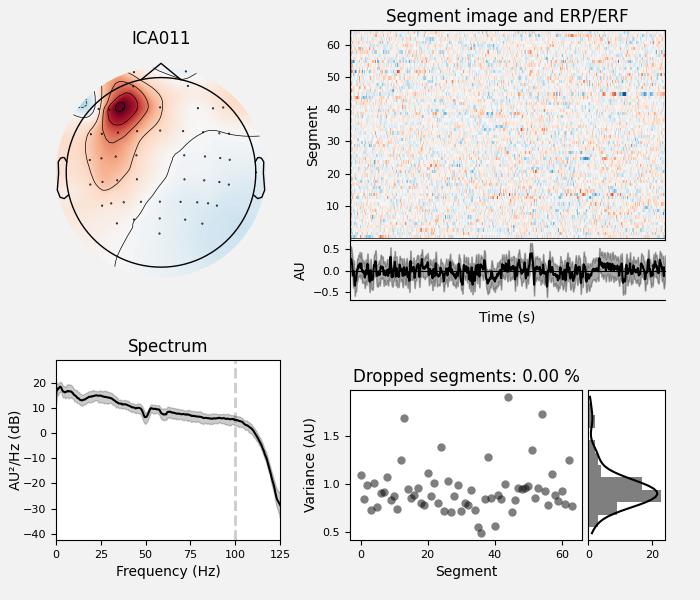 ICA011
Segment image and ERP/ERF
60
50
40
30
20
10
Segment
0.5
0.0
−0.5
AU
Time (s)
Spectrum
20
10
0
−10
−20
−30
−40
AU²/Hz (dB)
0
25
50
75
100
125
Frequency (Hz)
Dropped segments: 0.00 %
1.5
1.0
0.5
Variance (AU)
0
20
40
60
Segment
0
20